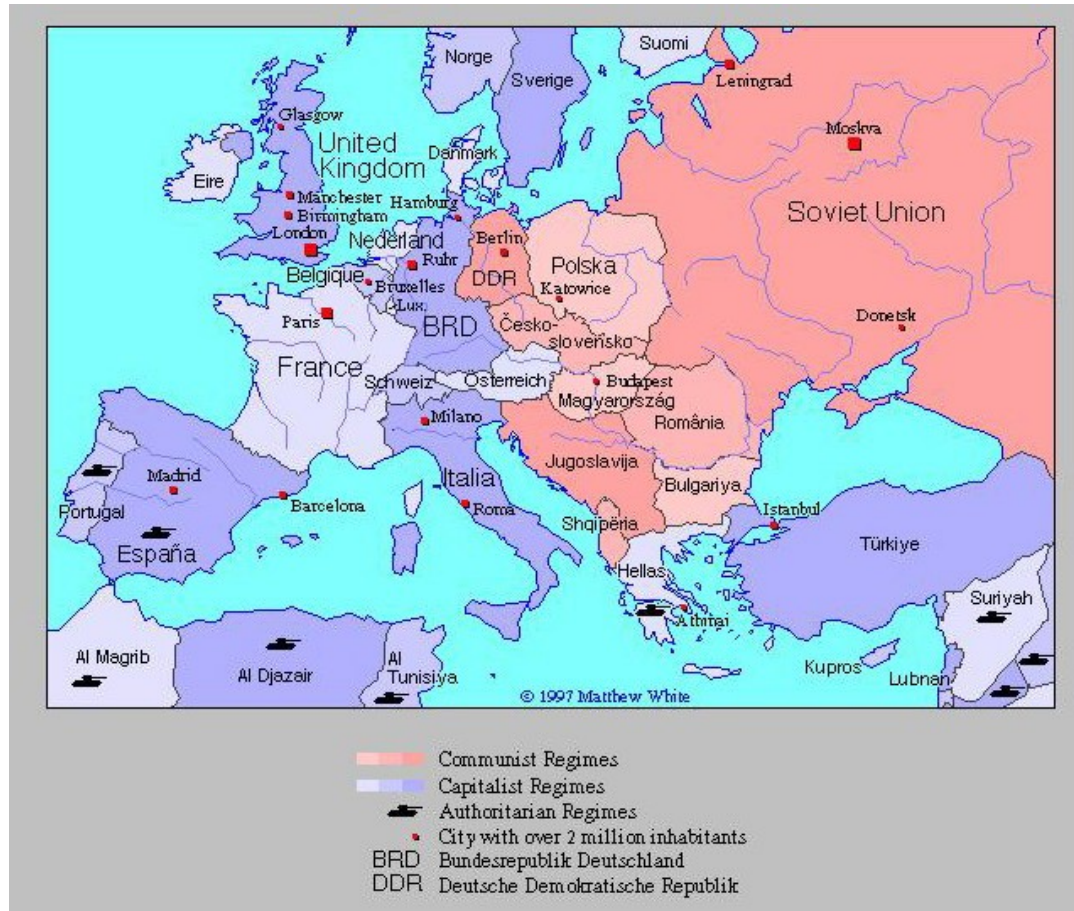 Suomi
Norge
Sverige
Leningrad
Glasgow
Moskva
United
Kingdom
Danmark
Eire
Manchester
Hamburg
Birmingham
Soviet Union
London
Nederland
Berlin
Ruhr
Polska
Belgique
DDR
Bruxelles
Katowice
Lux.
Paris
BRD
Česko-
slovensko
Donetsk
France
Schweiz
Österreich
Budapest
Magyarország
Milano
România
Jugoslavija
Madrid
Italia
Bulgariya
Barcelona
Roma
Istanbul
Portugal
Shqipëria
España
Türkiye
Hellas
Suriyah
Athinai
Al Magrib
Al
Tunisiya
Al Djazair
Kupros
Lubnan
© 1997 Matthew White
Communist Regimes
Capitalist Regimes
Authoritarian Regimes
City with over 2 million inhabitants
BRD Bundesrepublik Deutschland
DDR Deutsche Demokratische Republik